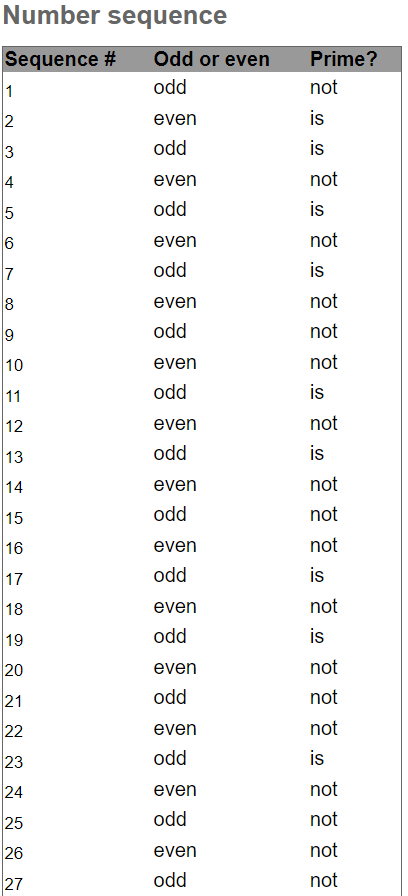 Number sequence
Sequence # Odd or even Prime?
1 odd not
2 even is
3 odd is
4 even not
5 odd is
6 even not
7 odd is
8 even not
9 odd not
10 even not
11 odd is
12 even not
13 odd is
14 even not
15 odd not
16 even not
17 odd is
18 even not
19 odd is
20 even not
21 odd not
22 even not
23 odd is
24 even not
25 odd not
26 even not
27 odd not